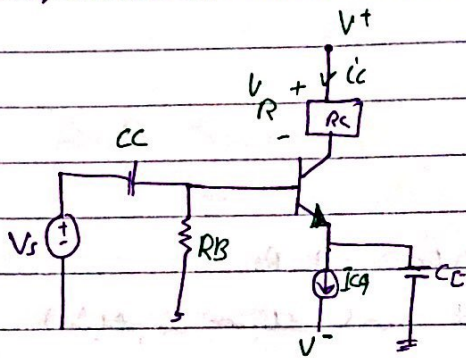 V+
ic
V + 
R
RC
-
CC
Vs
+
-
RB
ICQ
CE
V-